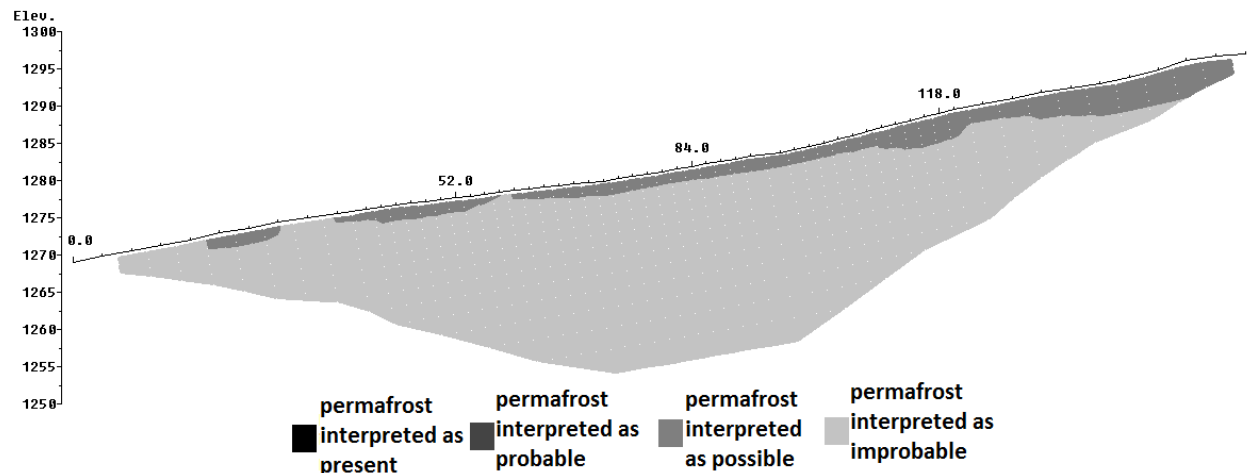 Elev.
1300
1295
1290
1285
1280
1275
1270
1265
1260
1255
1250
0.0
52.0
84.0
118.0
permafrost
interpreted as
present
permafrost
interpreted as
probable
permafrost
interpreted
as possible
permafrost
interpreted as
improbable